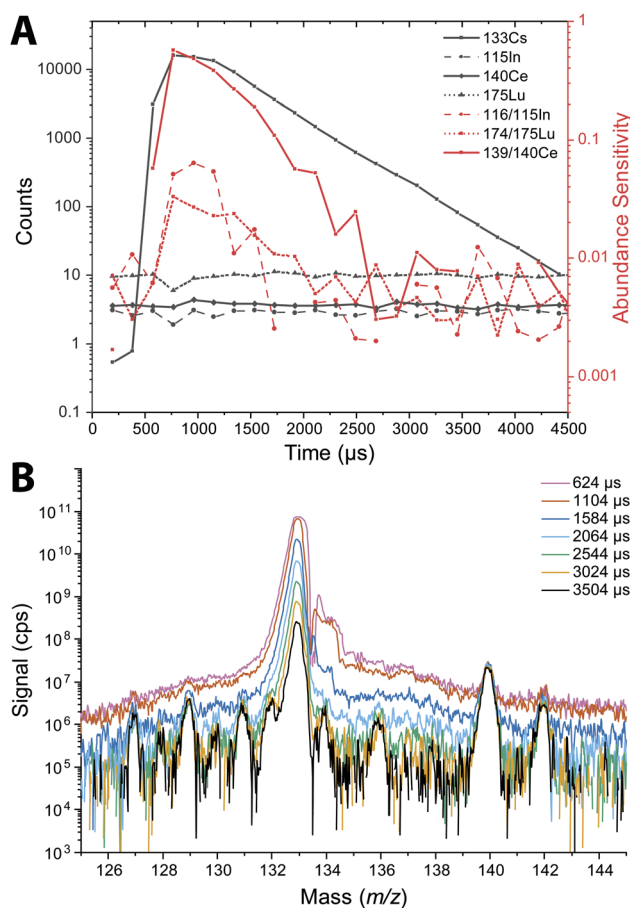 A
133Cs
115In
140Ce
175Lu
116/115In
174/175Lu
139/140Ce
10000
1000
100
10
1
0.1
Counts
1
0.1
0.01
0.001
Abundance Sensitivity
0 500 1000 1500 2000 2500 3000 3500 4000 4500
Time (µs)
B
624 µs
1104 µs
1584 µs
2064 µs
2544 µs
3024 µs
3504 µs
10¹¹
10¹⁰
10⁹
10⁸
10⁷
10⁶
10⁵
10⁴
10³
Signal (cps)
126 128 130 132 134 136 138 140 142 144
Mass (m/z)